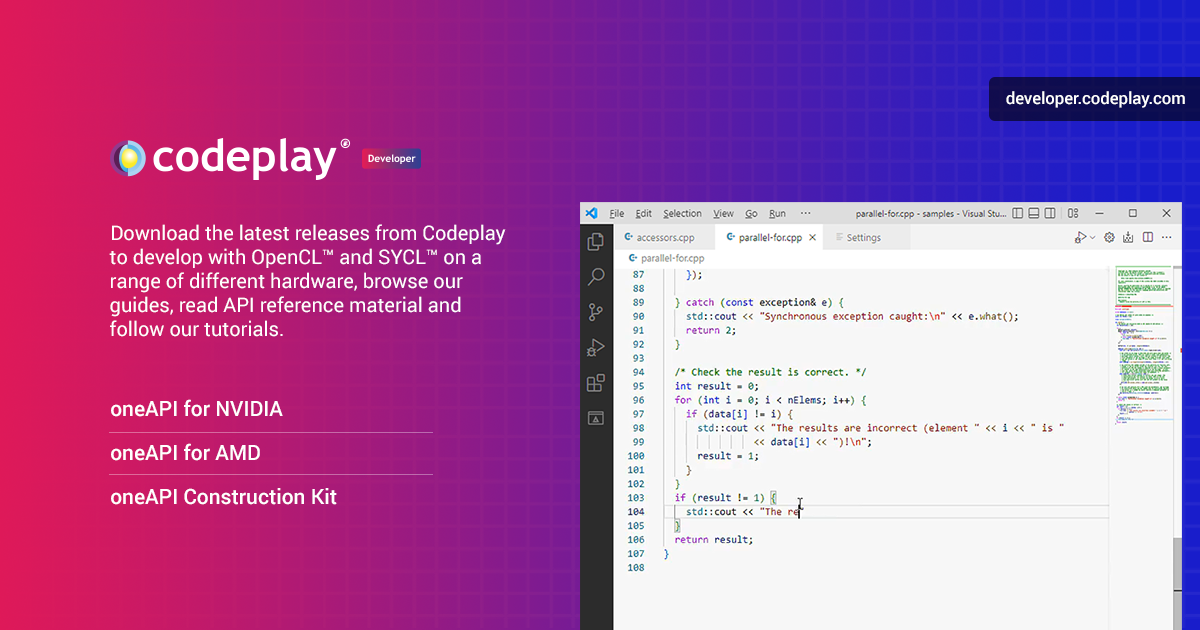 developer.codeplay.com
codeplay®
Developer
Download the latest releases from Codeplay
to develop with OpenCL™ and SYCL™ on a
range of different hardware, browse our
guides, read API reference material and
follow our tutorials.
oneAPI for NVIDIA
oneAPI for AMD
oneAPI Construction Kit
File Edit Selection View Go Run ··· parallel-for.cpp - samples - Visual Stu...
accessors.cpp parallel-for.cpp Settings
parallel-for.cpp
87 });
88
89 } catch (const exception& e) {
90 std::cout << "Synchronous exception caught:\n" << e.what();
91 return 2;
92 }
93
94 /* Check the result is correct. */
95 int result = 0;
96 for (int i = 0; i < nElems; i++) {
97 if (data[i] != i) {
98 std::cout << "The results are incorrect (element " << i << " is "
99 << data[i] << ")!\n";
100 result = 1;
101 }
102 }
103 if (result != 1) {
104 std::cout << "The re
105 }
106 return result;
107 }
108